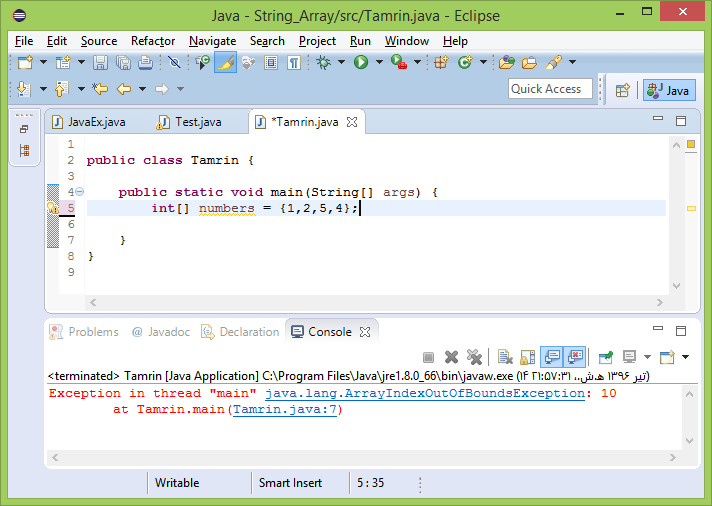 Java - String_Array/src/Tamrin.java - Eclipse
File Edit Source Refactor Navigate Search Project Run Window Help
Quick Access
Java
JavaEx.java Test.java *Tamrin.java
1
2 public class Tamrin {
3
4 public static void main(String[] args) {
5 int[] numbers = {1,2,5,4};
6
7 }
8 }
9
Problems @ Javadoc Declaration Console
<terminated> Tamrin [Java Application] C:\Program Files\Java\jre1.8.0_66\bin\javaw.exe (۱۴ ۲۱:۵۷:۳۱ ,.تیر ۱۳۹۶ ه‍.ش)
Exception in thread "main" java.lang.ArrayIndexOutOfBoundsException: 10
at Tamrin.main(Tamrin.java:7)
Writable Smart Insert 5 : 35